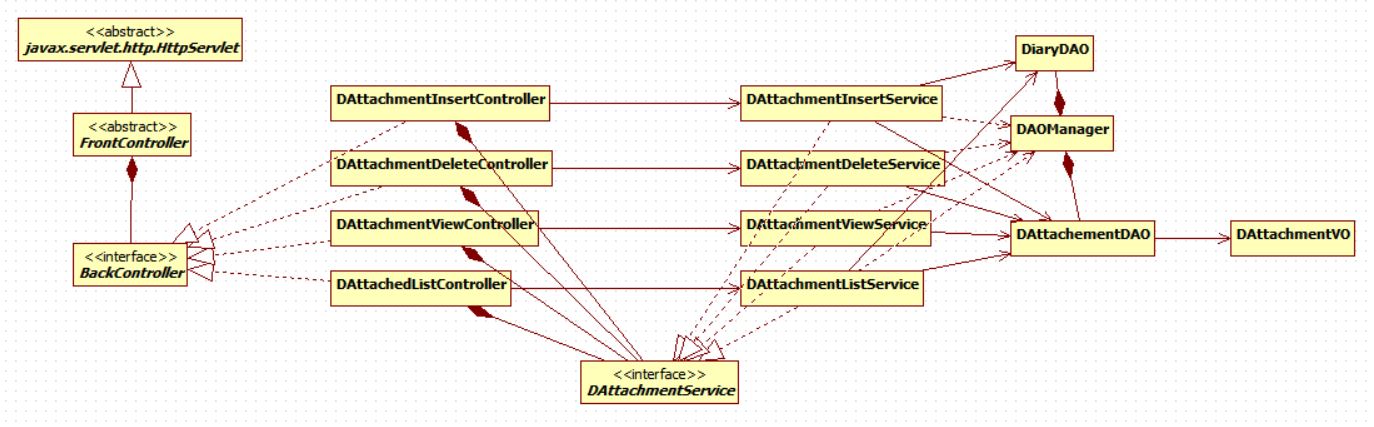 <<abstract>>
javax.servlet.http.HttpServlet
<<abstract>>
FrontController
<<interface>>
BackController
DAttachmentInsertController
DAttachmentDeleteController
DAttachmentViewController
DAttachedListController
DAttachmentInsertService
DAttachmentDeleteService
DAttachmentViewService
DAttachmentListService
<<interface>>
DAttachmentService
DiaryDAO
DAOManager
DAttachementDAO
DAttachmentVO